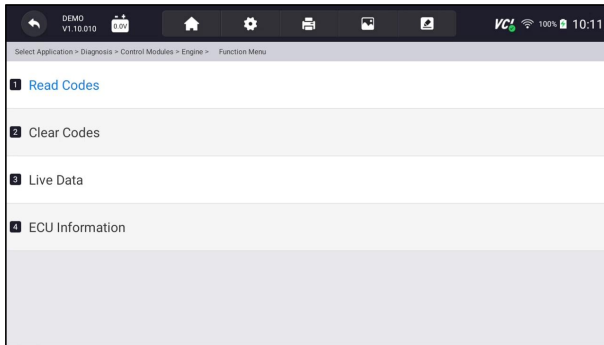 DEMO
V1.10.010
0.0V
VC!
100%
10:11
Select Application > Diagnosis > Control Modules > Engine > Function Menu
1 Read Codes
2 Clear Codes
3 Live Data
4 ECU Information